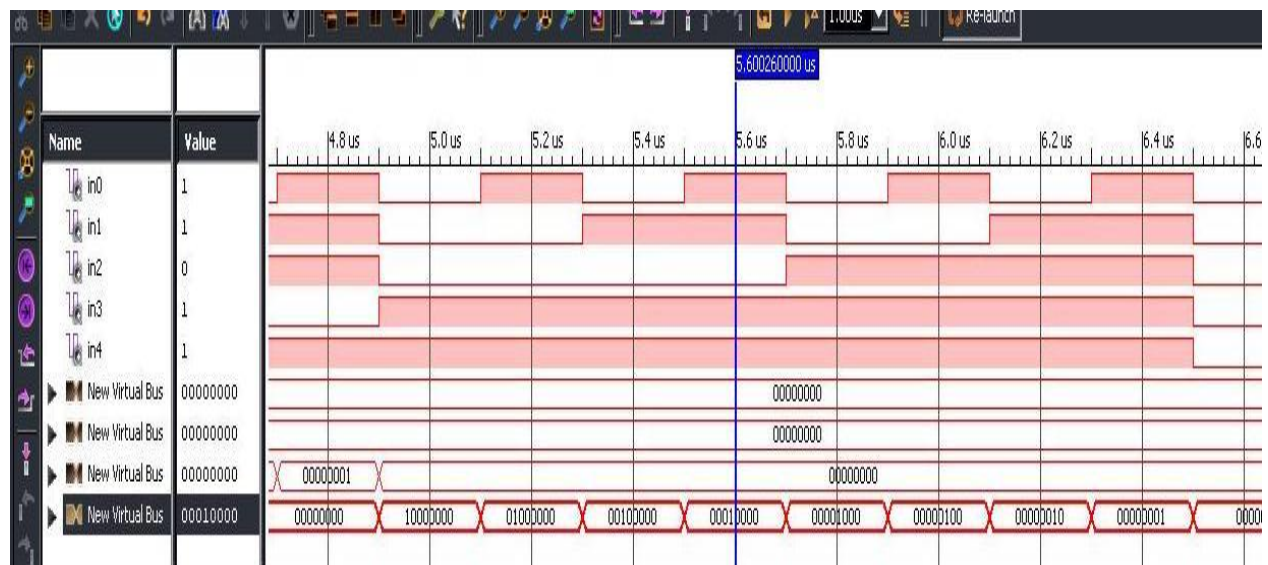 1.00us Re-launch
5.600260000 us
Name Value 4.8 us 5.0 us 5.2 us 5.4 us 5.6 us 5.8 us 6.0 us 6.2 us 6.4 us 6.6
in0 1
in1 1
in2 0
in3 1
in4 1
New Virtual Bus 00000000 00000000
New Virtual Bus 00000000 00000000
New Virtual Bus 00000000 00000001 00000000
New Virtual Bus 00010000 00000000 10000000 01000000 00100000 00010000 00001000 00000100 00000010 00000001 0000